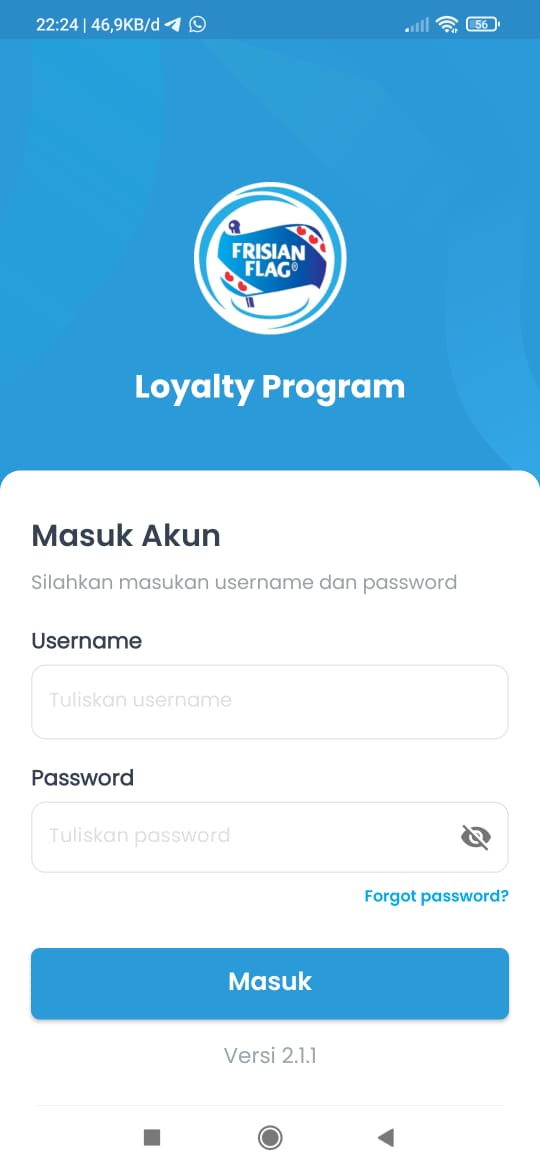 22:24 | 46,9KB/d
56
FRISIAN
FLAG®
Loyalty Program
Masuk Akun
Silahkan masukan username dan password
Username
Tuliskan username
Password
Tuliskan password
Forgot password?
Masuk
Versi 2.1.1